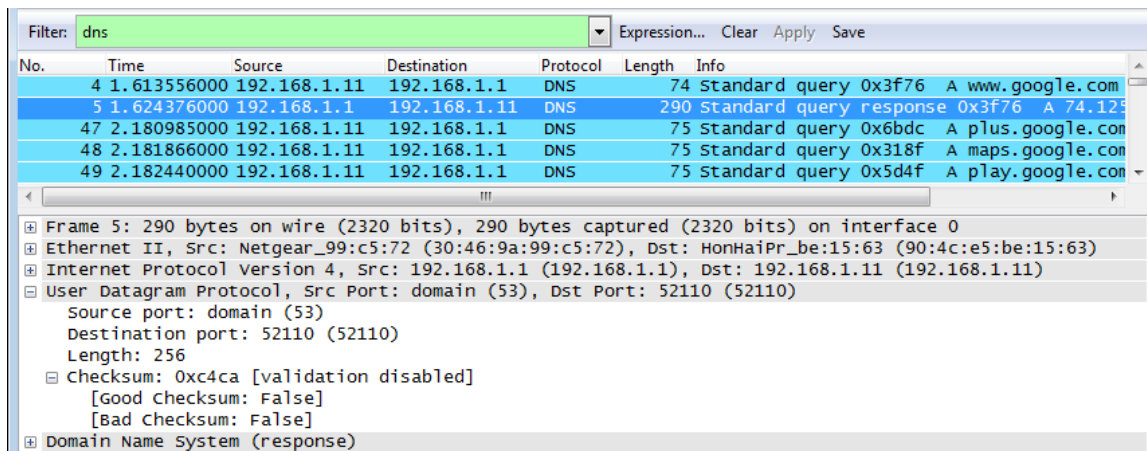 Filter: dns Expression... Clear Apply Save
No. Time Source Destination Protocol Length Info
4 1.613556000 192.168.1.11 192.168.1.1 DNS 74 Standard query 0x3f76 A www.google.com
5 1.624376000 192.168.1.1 192.168.1.11 DNS 290 Standard query response 0x3f76 A 74.125
47 2.180985000 192.168.1.11 192.168.1.1 DNS 75 Standard query 0x6bdc A plus.google.com
48 2.181866000 192.168.1.11 192.168.1.1 DNS 75 Standard query 0x318f A maps.google.com
49 2.182440000 192.168.1.11 192.168.1.1 DNS 75 Standard query 0x5d4f A play.google.com
Frame 5: 290 bytes on wire (2320 bits), 290 bytes captured (2320 bits) on interface 0
Ethernet II, Src: Netgear_99:c5:72 (30:46:9a:99:c5:72), Dst: HonHaiPr_be:15:63 (90:4c:e5:be:15:63)
Internet Protocol Version 4, Src: 192.168.1.1 (192.168.1.1), Dst: 192.168.1.11 (192.168.1.11)
User Datagram Protocol, Src Port: domain (53), Dst Port: 52110 (52110)
Source port: domain (53)
Destination port: 52110 (52110)
Length: 256
Checksum: 0xc4ca [validation disabled]
[Good Checksum: False]
[Bad Checksum: False]
Domain Name System (response)